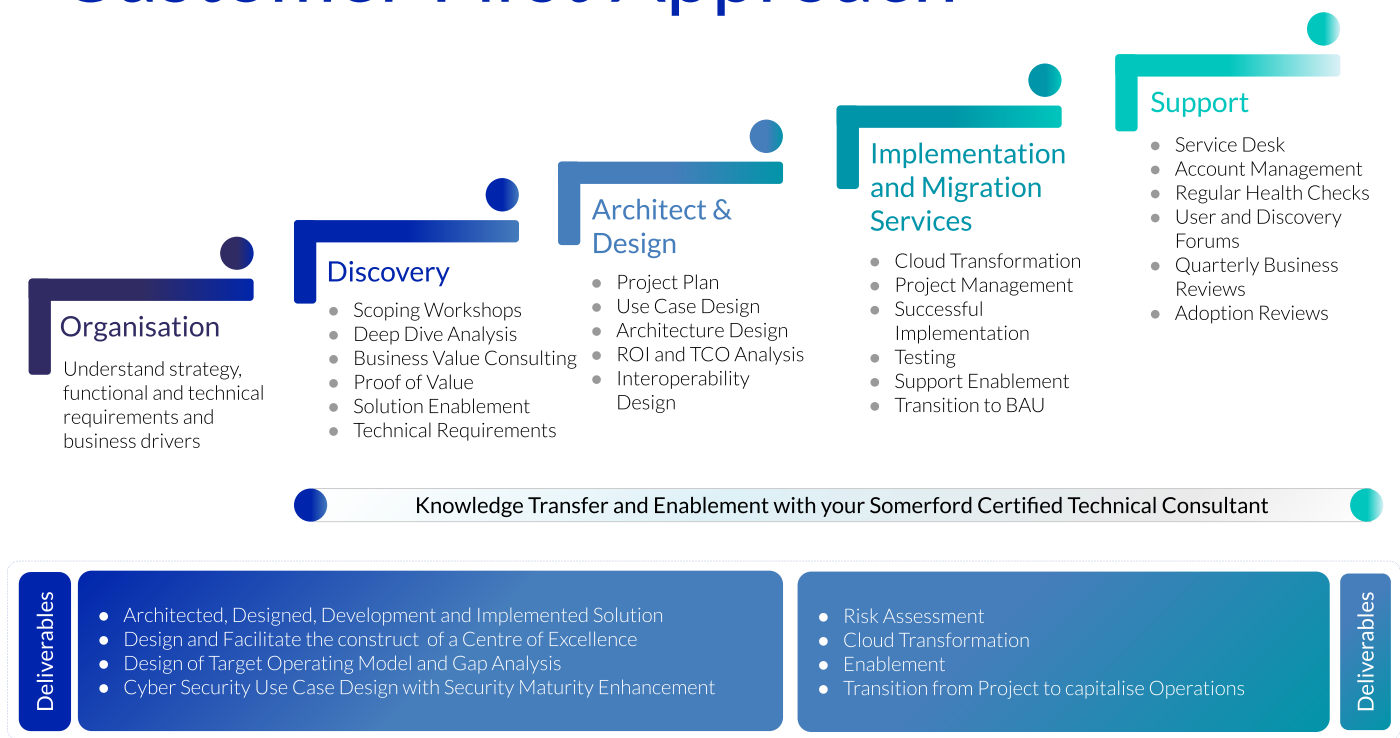 Customer First Approach
Organisation
Understand strategy,
functional and technical
requirements and
business drivers
Discovery
Scoping Workshops
Deep Dive Analysis
Business Value Consulting
Proof of Value
Solution Enablement
Technical Requirements
Architect &
Design
Project Plan
Use Case Design
Architecture Design
ROI and TCO Analysis
Interoperability
Design
Implementation
and Migration
Services
Cloud Transformation
Project Management
Successful
Implementation
Testing
Support Enablement
Transition to BAU
Support
Service Desk
Account Management
Regular Health Checks
User and Discovery
Forums
Quarterly Business
Reviews
Adoption Reviews
Knowledge Transfer and Enablement with your Somerford Certified Technical Consultant
Deliverables
Architected, Designed, Development and Implemented Solution
Design and Facilitate the construct of a Centre of Excellence
Design of Target Operating Model and Gap Analysis
Cyber Security Use Case Design with Security Maturity Enhancement
Risk Assessment
Cloud Transformation
Enablement
Transition from Project to capitalise Operations
Deliverables